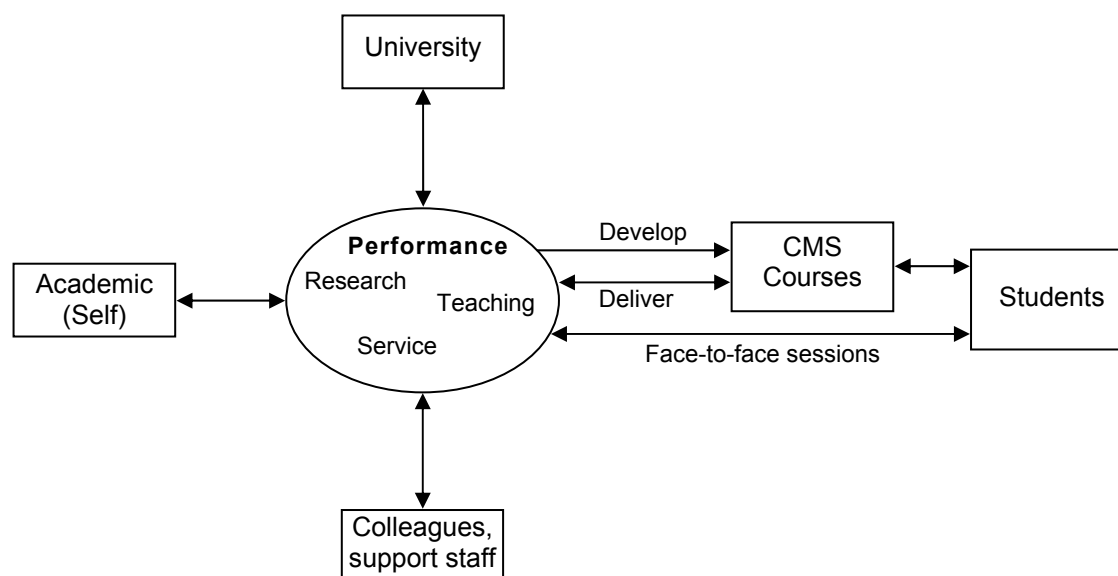 University
Performance
Research
Teaching
Service
Academic
(Self)
Develop
Deliver
CMS
Courses
Students
Face-to-face sessions
Colleagues,
support staff